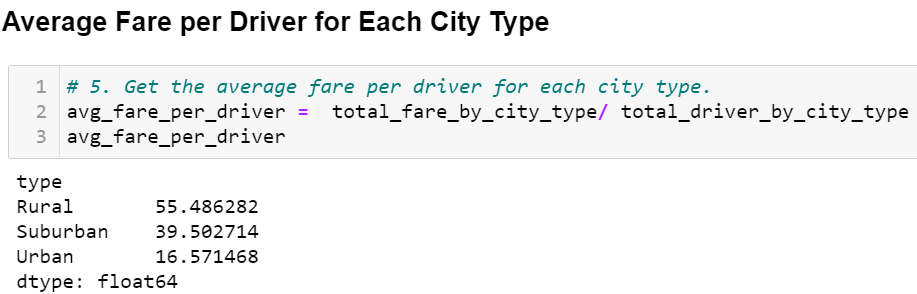 Average Fare per Driver for Each City Type
1 # 5. Get the average fare per driver for each city type.
2 avg_fare_per_driver =  total_fare_by_city_type/ total_driver_by_city_type
3 avg_fare_per_driver
type
Rural       55.486282
Suburban    39.502714
Urban       16.571468
dtype: float64